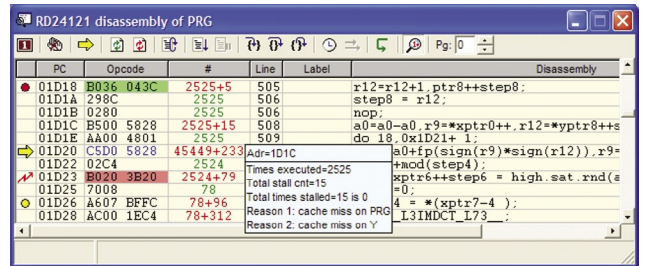 RD24121 disassembly of PRG
Pg: 0
PC Opcode # Line Label Disassembly
01D18 B036 043C 2525+5 505 r12=r12+1,ptr8++step8;
01D1A 298C 2525 506 step8 = r12;
01D1B 0280 2525 506 nop;
01D1C B500 5828 2525+15 508 a0=a0-a0,r9=*xptr0++,r12=*yptr8++s
01D1E AA00 4801 2525 509 do 18,0x1D21+ 1;
01D20 C5D0 5828 45449+233 a0+fp(sign(r9)*sign(r12)),r9=
01D22 02C4 2524 +mod(step4);
01D23 B020 3B20 2524+79 xptr6++step6 = high.sat.rnd(a
01D25 7008 78 =0;
01D26 A607 BFFC 78+96 4 = *(xptr7-4 );
01D28 AC00 1EC4 78+312 _L3IMDCT_L73__;
Adr=1D1C
Times executed=2525
Total stall cnt=15
Total times stalled=15 is 0
Reason 1: cache miss on PRG
Reason 2: cache miss on Y